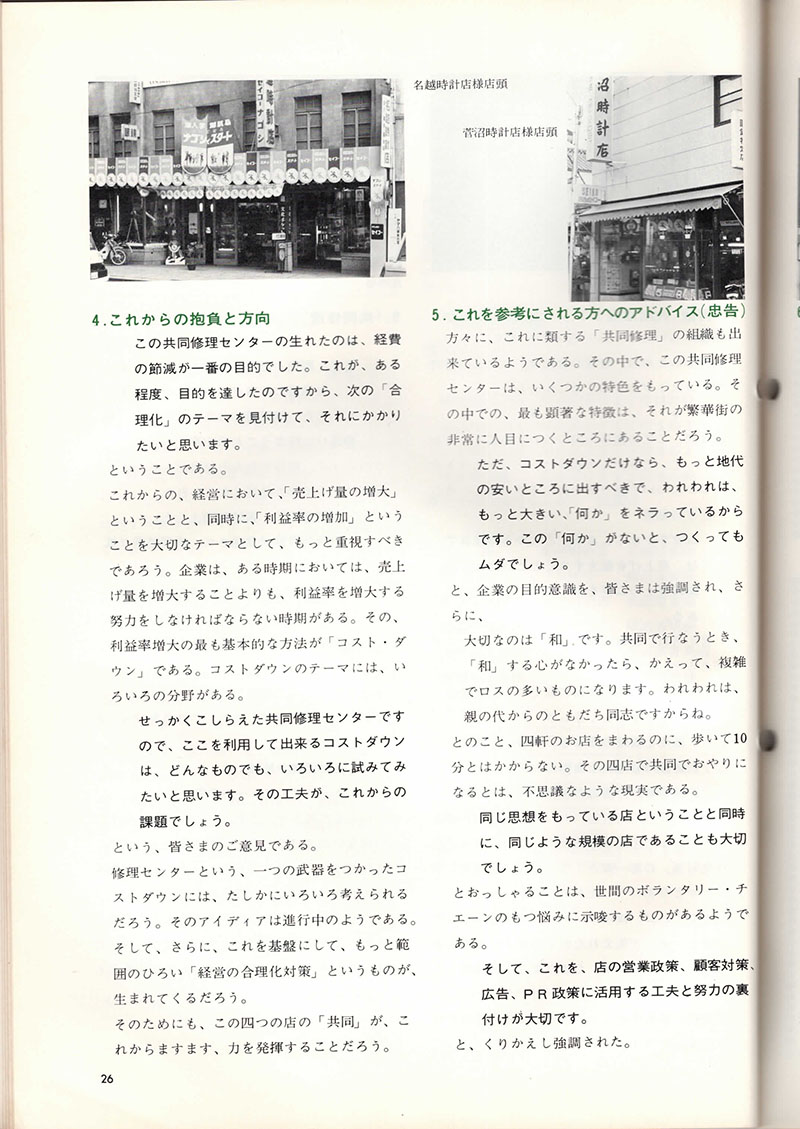 名越時計店様店頭
菅沼時計店様店頭
沼時計店
4.これからの抱負と方向
この共同修理センターの生れたのは、経費
の節減が一番の目的でした。これが、ある
程度、目的を達したのですから、次の「合
理化」のテーマを見付けて、それにかかり
たいと思います。
ということである。
これからの、経営において、「売上げ量の増大」
ということと、同時に、「利益率の増加」という
ことを大切なテーマとして、もっと重視すべき
であろう。企業は、ある時期においては、売上
げ量を増大することよりも、利益率を増大する
努力をしなければならない時期がある。その、
利益率増大の最も基本的な方法が「コスト・ダ
ウン」である。コストダウンのテーマには、い
ろいろの分野がある。
せっかくこしらえた共同修理センターです
ので、ここを利用して出来るコストダウン
は、どんなものでも、いろいろに試みてみ
たいと思います。その工夫が、これからの
課題でしょう。
という、皆さまのご意見である。
修理センターという、一つの武器をつかったコ
ストダウンには、たしかにいろいろ考えられる
だろう。そのアイディアは進行中のようである。
そして、さらに、これを基盤にして、もっと範
囲のひろい「経営の合理化対策」というものが、
生まれてくるだろう。
そのためにも、この四つの店の「共同」が、こ
れからますます、力を発揮することだろう。
5.これを参考にされる方へのアドバイス(忠告)
方々に、これに類する「共同修理」の組織も出
来ているようである。その中で、この共同修理
センターは、いくつかの特色をもっている。そ
の中での、最も顕著な特徴は、それが繁華街の
非常に人目につくところにあることだろう。
ただ、コストダウンだけなら、もっと地代
の安いところに出すべきで、われわれは、
もっと大きい、「何か」をネラっているから
です。この「何か」がないと、つくっても
ムダでしょう。
と、企業の目的意識を、皆さまは強調され、さ
らに、
大切なのは「和」です。共同で行なうとき、
「和」する心がなかったら、かえって、複雑
でロスの多いものになります。われわれは、
親の代からのともだち同志ですからね。
とのこと、四軒のお店をまわるのに、歩いて10
分とはかからない。その四店で共同でおやりに
なるとは、不思議なような現実である。
同じ思想をもっている店ということと同時
に、同じような規模の店であることも大切
でしょう。
とおっしゃることは、世間のボランタリー・チ
エーンのもつ悩みに示唆するものがあるようで
ある。
そして、これを、店の営業政策、顧客対策、
広告、PR政策に活用する工夫と努力の裏
付けが大切です。
と、くりかえし強調された。
26